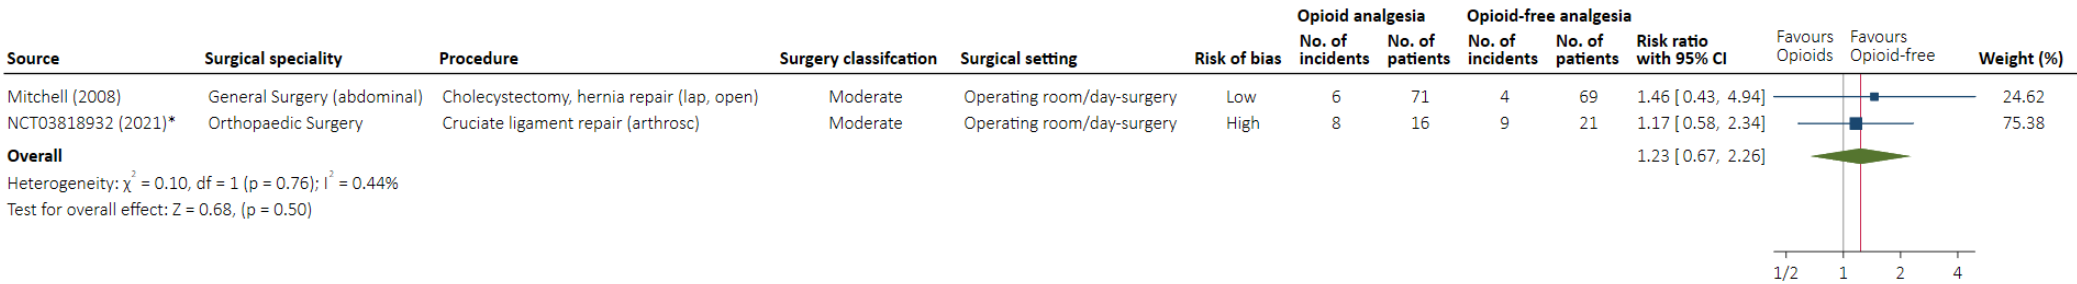 Opioid analgesia Opioid-free analgesia
Source Surgical speciality Procedure Surgery classifcation Surgical setting Risk of bias No. of incidents No. of patients No. of incidents No. of patients Risk ratio with 95% CI Favours Opioids Favours Opioid-free Weight (%)
Mitchell (2008) General Surgery (abdominal) Cholecystectomy, hernia repair (lap, open) Moderate Operating room/day-surgery Low 6 71 4 69 1.46 [ 0.43, 4.94] 24.62
NCT03818932 (2021)* Orthopaedic Surgery Cruciate ligament repair (arthrosc) Moderate Operating room/day-surgery High 8 16 9 21 1.17 [ 0.58, 2.34] 75.38
Overall 1.23 [ 0.67, 2.26]
Heterogeneity: χ² = 0.10, df = 1 (p = 0.76); I² = 0.44%
Test for overall effect: Z = 0.68, (p = 0.50)
1/2 1 2 4